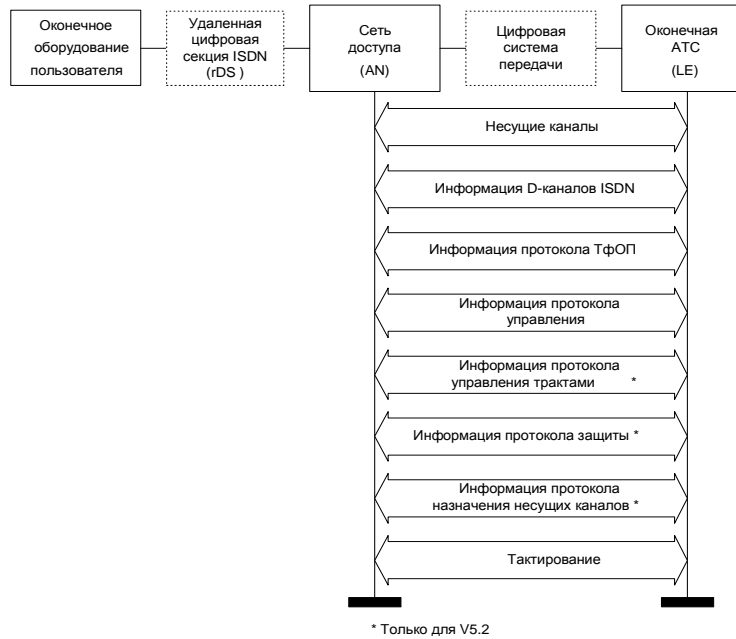 Оконечное
оборудование
пользователя
Удаленная
цифровая
секция ISDN
(rDS )
Сеть
доступа
(AN)
Цифровая
система
передачи
Оконечная
АТС
(LE)
Несущие каналы
Информация D-каналов ISDN
Информация протокола ТфОП
Информация протокола
управления
Информация протокола
управления трактами *
Информация протокола защиты *
Информация протокола
назначения несущих каналов *
Тактирование
* Только для V5.2